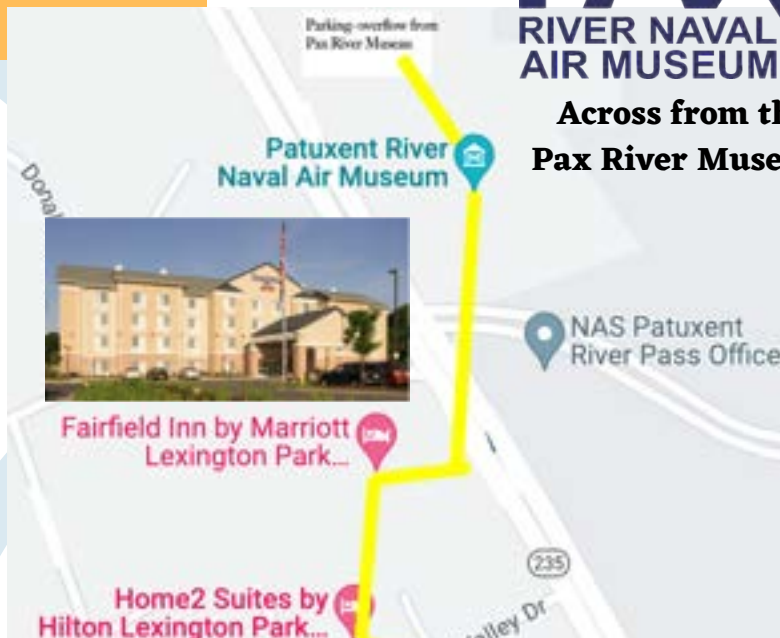 Parking-overflow from
Pax River Museum
RIVER NAVAL
AIR MUSEUM
Across from th
Pax River Muse
Patuxent River
Naval Air Museum
Donal
NAS Patuxent
River Pass Office
Fairfield Inn by Marriott
Lexington Park...
235
Home2 Suites by
Hilton Lexington Park...
lley Dr